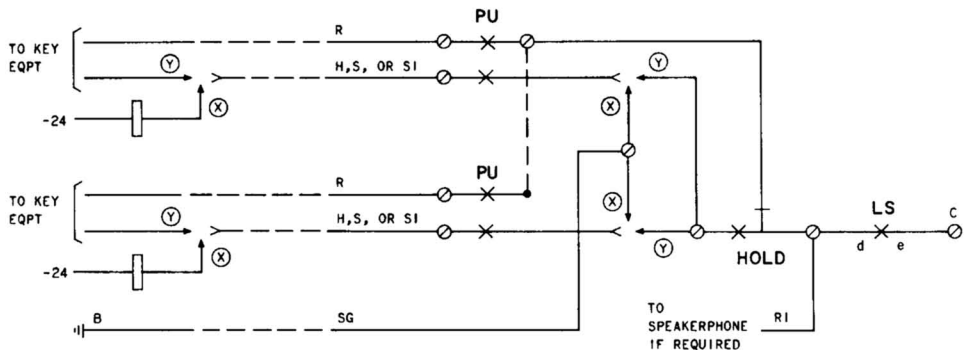 PU
R
TO KEY
EQPT
Y
H,S, OR SI
Y
X
X
-24
PU
R
X
TO KEY
EQPT
Y
H,S, OR SI
LS
C
X
Y
HOLD
d
e
-24
B
SG
TO
SPEAKERPHONE
IF REQUIRED
RI